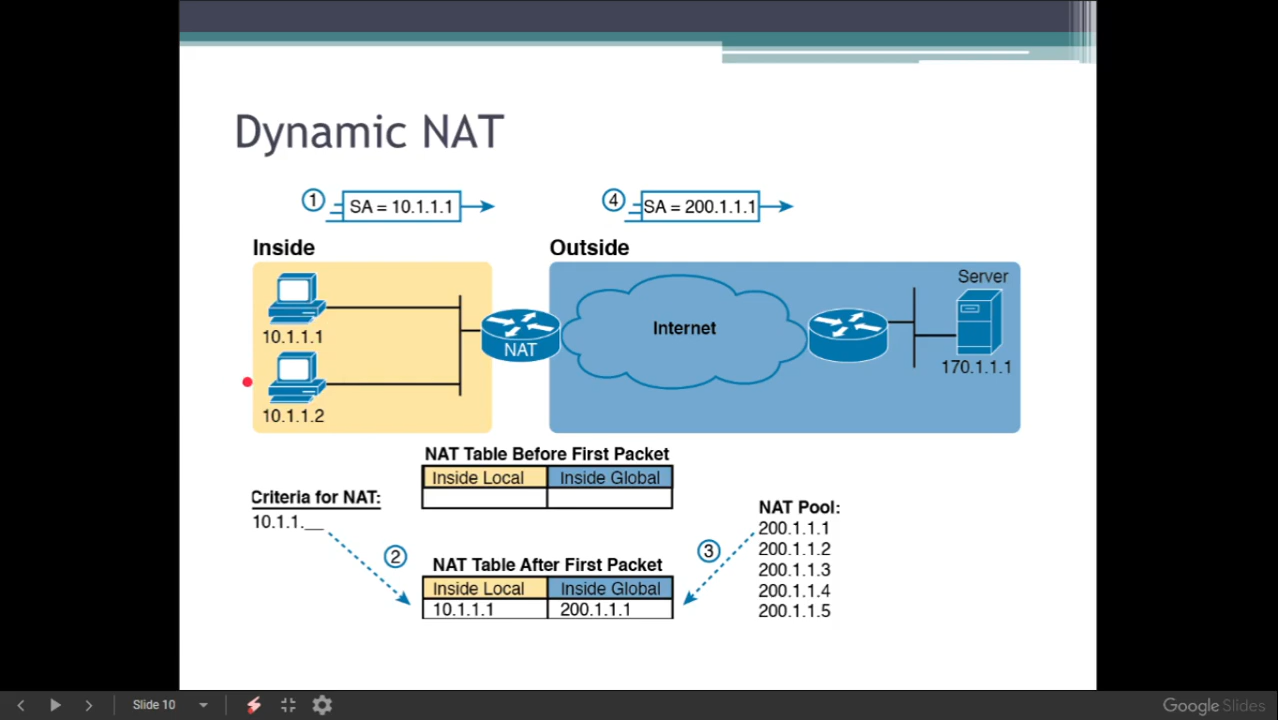 Dynamic NAT
1 SA = 10.1.1.1
4 SA = 200.1.1.1
Inside
Outside
Server
10.1.1.1
NAT
Internet
170.1.1.1
10.1.1.2
NAT Table Before First Packet
Inside Local Inside Global
Criteria for NAT:
10.1.1.__
2
NAT Table After First Packet
Inside Local Inside Global
10.1.1.1 200.1.1.1
3
NAT Pool:
200.1.1.1
200.1.1.2
200.1.1.3
200.1.1.4
200.1.1.5
Slide 10
Google Slides